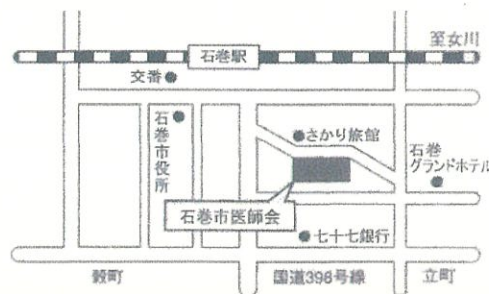 至女川
石巻駅
交番
石巻市役所
さかり旅館
石巻
グランドホテル
石巻市医師会
七十七銀行
穀町
国道398号線
立町